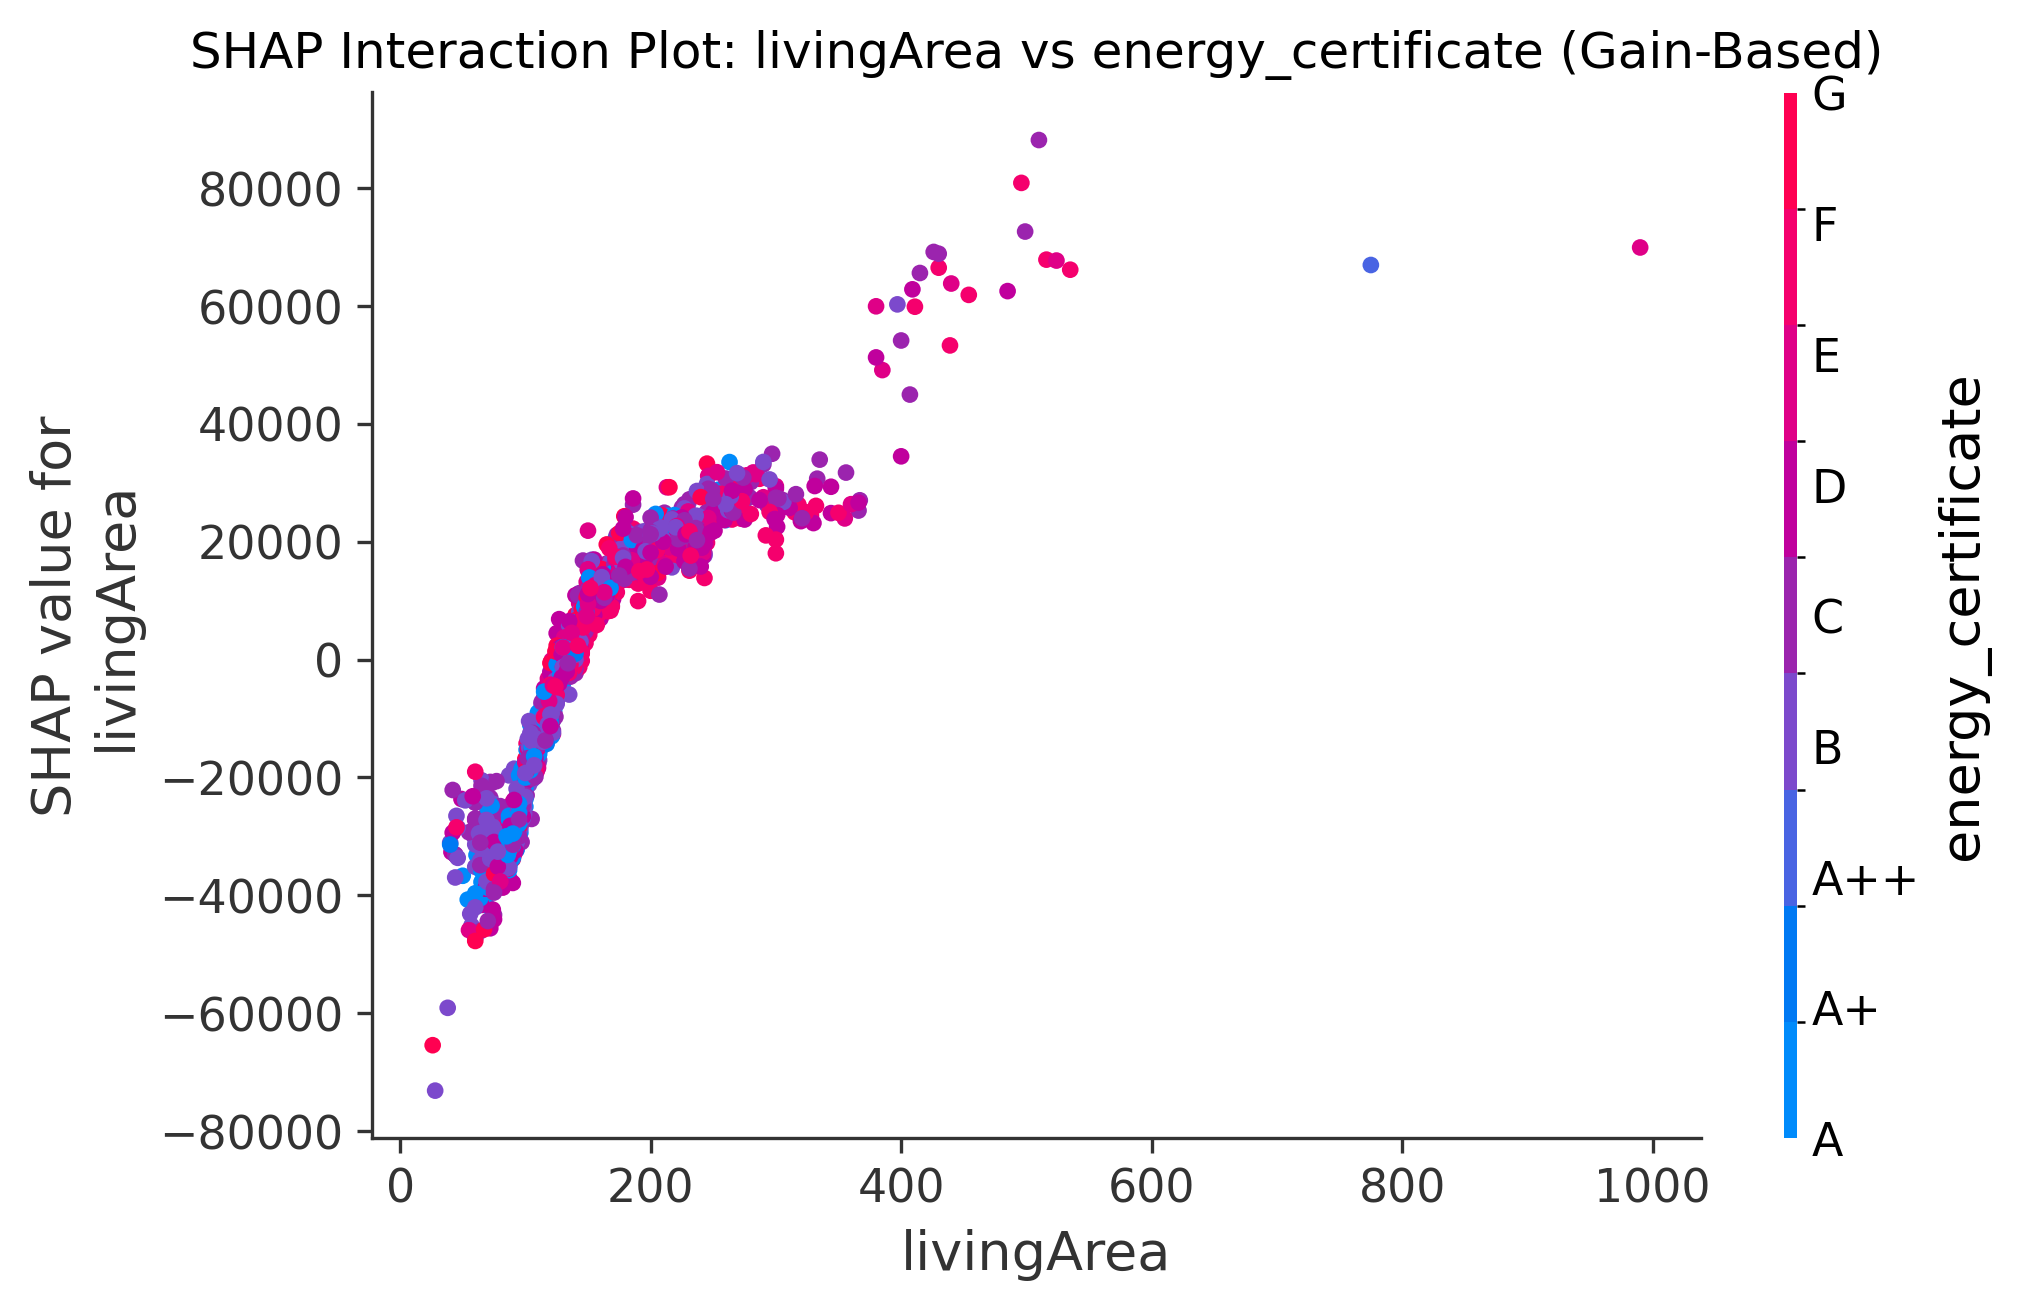 SHAP Interaction Plot: livingArea vs energy_certificate (Gain-Based)
SHAP value for
livingArea
80000
60000
40000
20000
0
−20000
−40000
−60000
−80000
0
200
400
600
800
1000
livingArea
G
F
E
D
C
B
A++
A+
A
energy_certificate